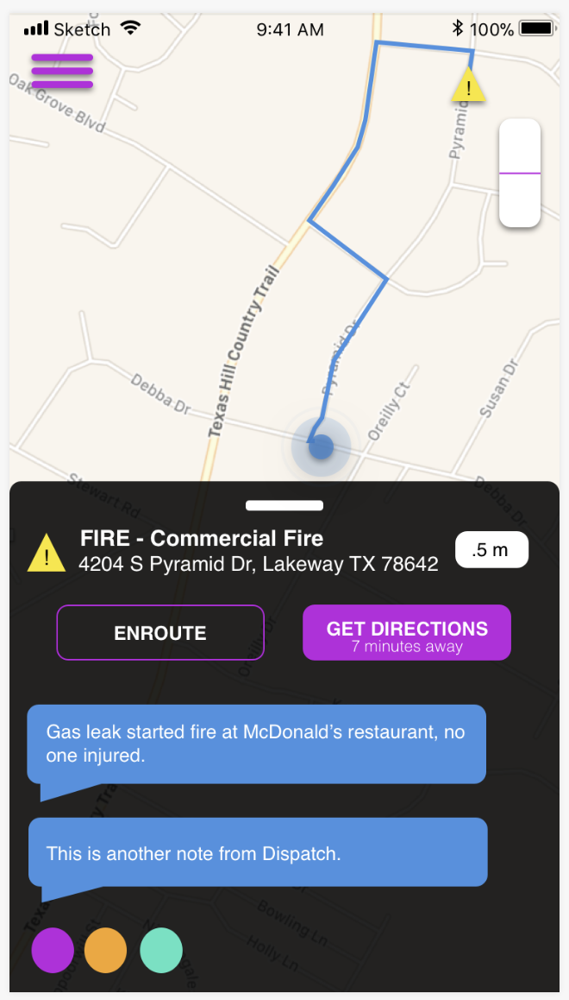 Sketch 9:41 AM 100%
Oak Grove Blvd
!
Pyramid
Texas Hill Country Trail
Pyramid Dr
Debba Dr
Oreilly Ct
Susan Dr
Stewart Rd
Debba Dr
FIRE - Commercial Fire
!
4204 S Pyramid Dr, Lakeway TX 78642
.5 m
ENROUTE
GET DIRECTIONS
7 minutes away
Oreilly Dr
Gas leak started fire at McDonald's restaurant, no
one injured.
This is another note from Dispatch.
Bowling Ln
Holly Ln